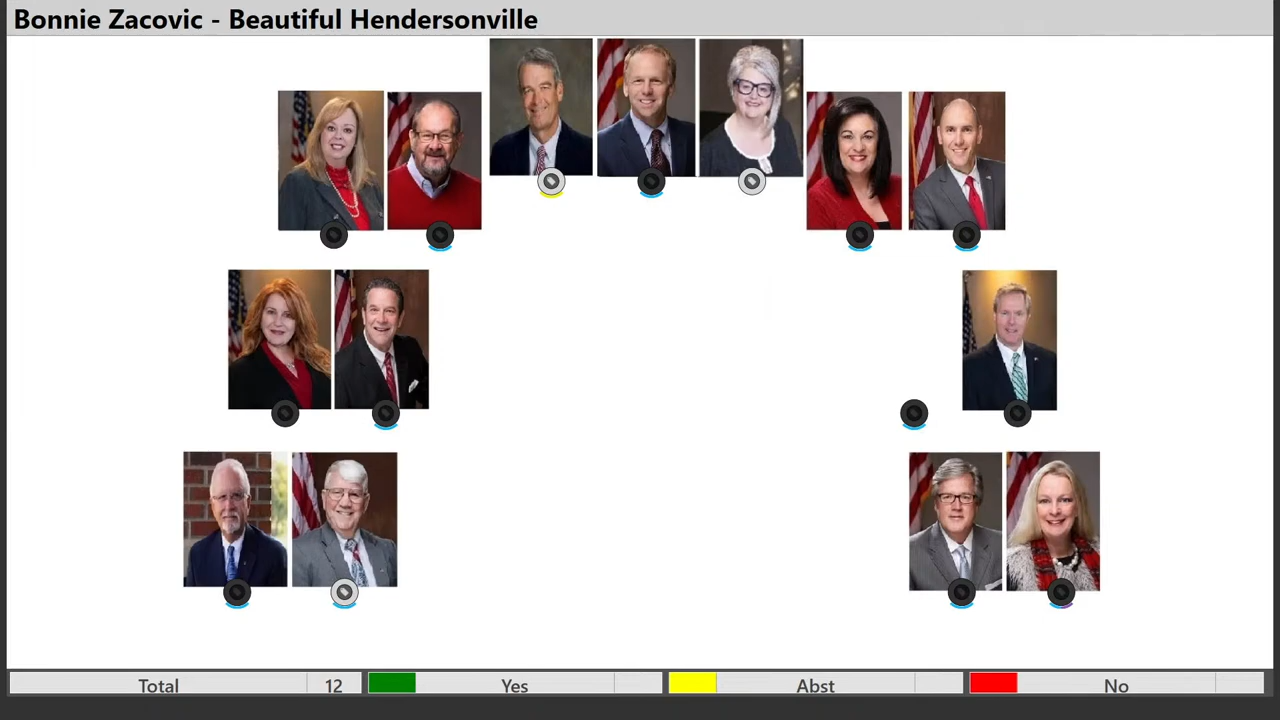 Bonnie Zacovic - Beautiful Hendersonville
Total 12 Yes Abst No